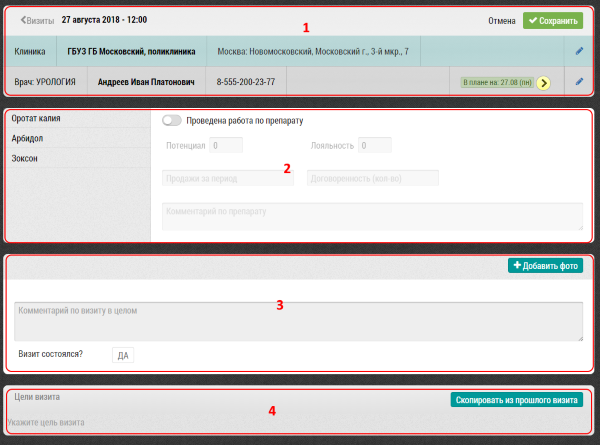 Визиты 27 августа 2018 - 12:00 Отмена Сохранить
1
Клиника ГБУЗ ГБ Московский, поликлиника Москва: Новомосковский, Московский г., 3-й мкр., 7
Врач: УРОЛОГИЯ Андреев Иван Платонович 8-555-200-23-77 В плане на: 27.08 (пн)
Оротат калия
Арбидол
Зоксон
Проведена работа по препарату
Потенциал 0 Лояльность 0
2
Продажи за период Договоренность (кол-во)
Комментарий по препарату
Добавить фото
Комментарий по визиту в целом
3
Визит состоялся? ДА
Цели визита Скопировать из прошлого визита
4
Укажите цель визита